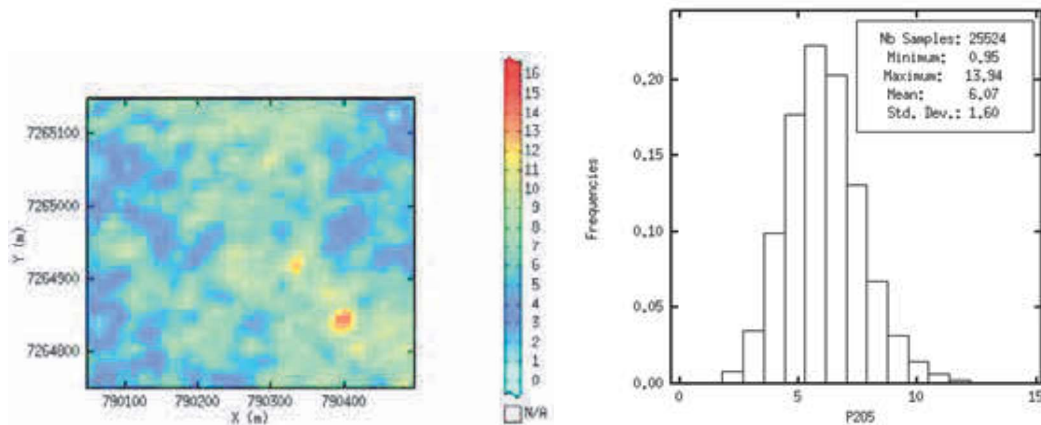 7265100
7265000
7264900
7264800
Y (m)
790100 790200 790300 790400
X (m)
16
15
14
13
12
11
10
9
8
7
6
5
4
3
2
1
0
N/A
Nb Samples: 25524
Minimum: 0.95
Maximum: 13.94
Mean: 6.07
Std. Dev.: 1.60
0.20
0.15
0.10
0.05
0.00
Frequencies
0 5 10 15
P2O5